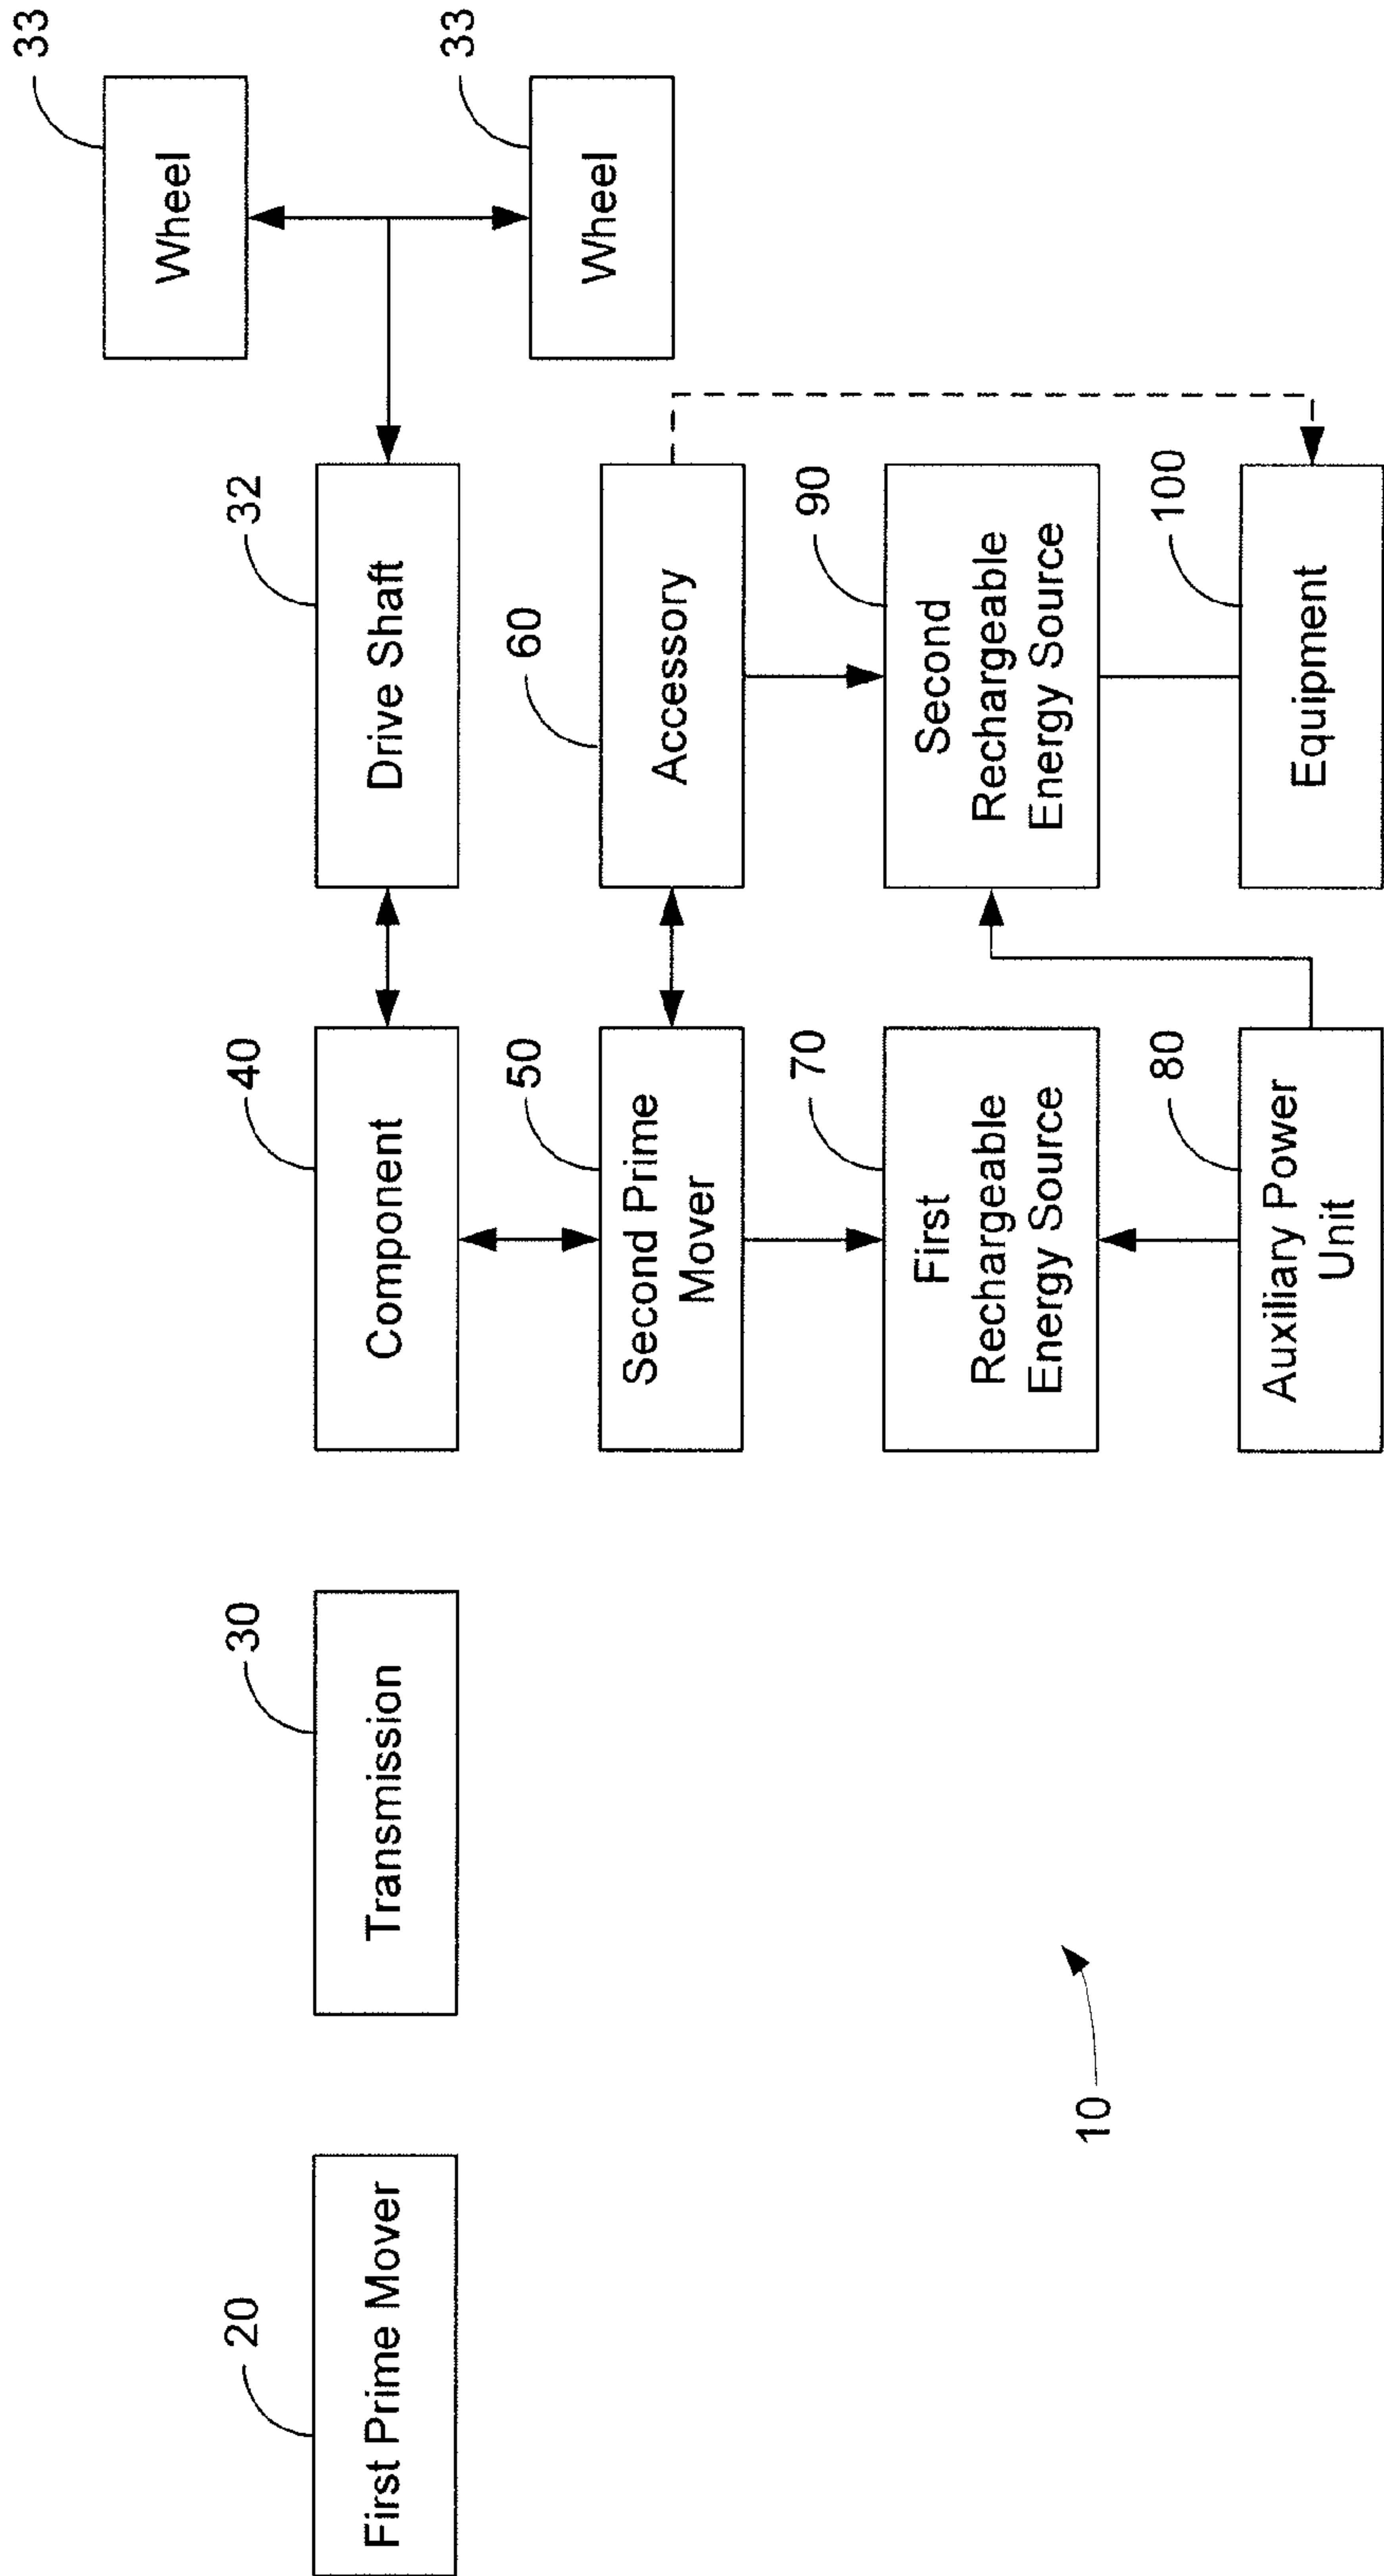 33
Wheel
33
Wheel
20
First Prime Mover
30
Transmission
40
Component
32
Drive Shaft
50
Second Prime
Mover
60
Accessory
70
First
Rechargeable
Energy Source
90
Second
Rechargeable
Energy Source
80
Auxiliary Power
Unit
100
Equipment
10